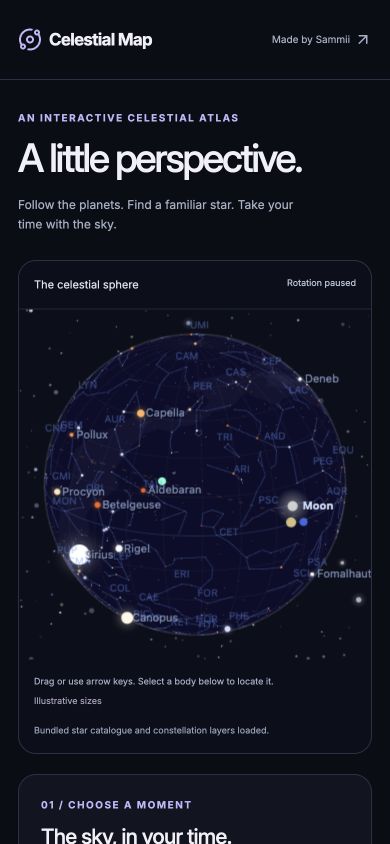 Celestial Map
Made by Sammii
AN INTERACTIVE CELESTIAL ATLAS
A little perspective.
Follow the planets. Find a familiar star. Take your
time with the sky.
The celestial sphere
Rotation paused
UMI
CAM
CEP
CAS
Deneb
LYN
PER
LAC
Capella
AUR
Pollux
TRI
AND
EQU
PEG
ARI
CMI
Procyon
Aldebaran
AQR
MON
Betelgeuse
PSC
Moon
CET
Sirius
Rigel
PSA
ERI
Fomalhaut
COL
CAE
FOR
Canopus
PHE
Drag or use arrow keys. Select a body below to locate it.
Illustrative sizes
Bundled star catalogue and constellation layers loaded.
01 / CHOOSE A MOMENT
The sky, in your time.